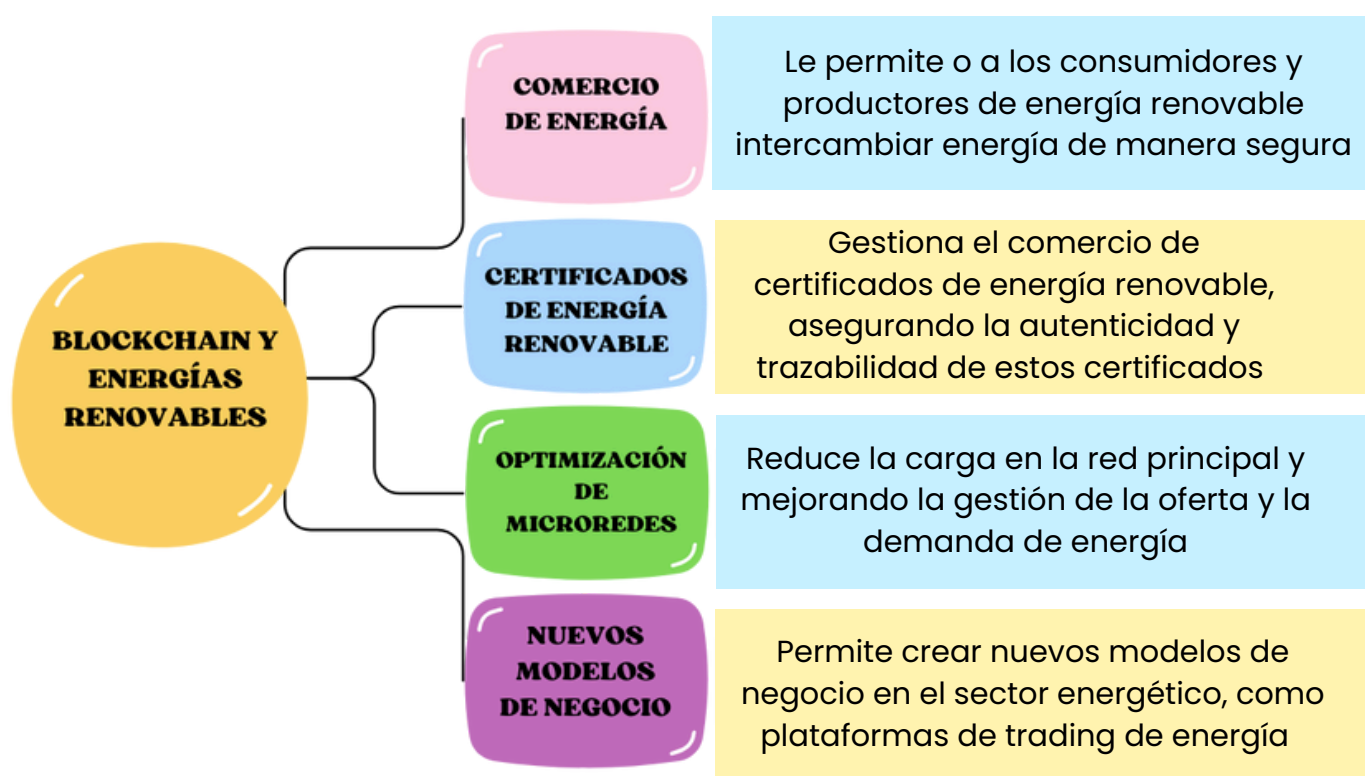 BLOCKCHAIN Y
ENERGÍAS
RENOVABLES
COMERCIO
DE ENERGÍA
Le permite o a los consumidores y
productores de energía renovable
intercambiar energía de manera segura
CERTIFICADOS
DE ENERGÍA
RENOVABLE
Gestiona el comercio de
certificados de energía renovable,
asegurando la autenticidad y
trazabilidad de estos certificados
OPTIMIZACIÓN
DE
MICROREDES
Reduce la carga en la red principal y
mejorando la gestión de la oferta y la
demanda de energía
NUEVOS
MODELOS
DE NEGOCIO
Permite crear nuevos modelos de
negocio en el sector energético, como
plataformas de trading de energía